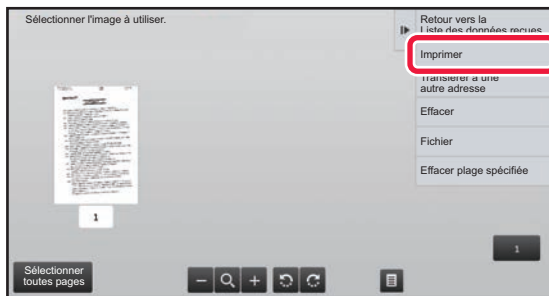 Sélectionner l'image à utiliser.
Retour vers la
Liste des données reçues
Imprimer
Transférer à une
autre adresse
Effacer
Fichier
Effacer plage spécifiée
1
1
Sélectionner
toutes pages